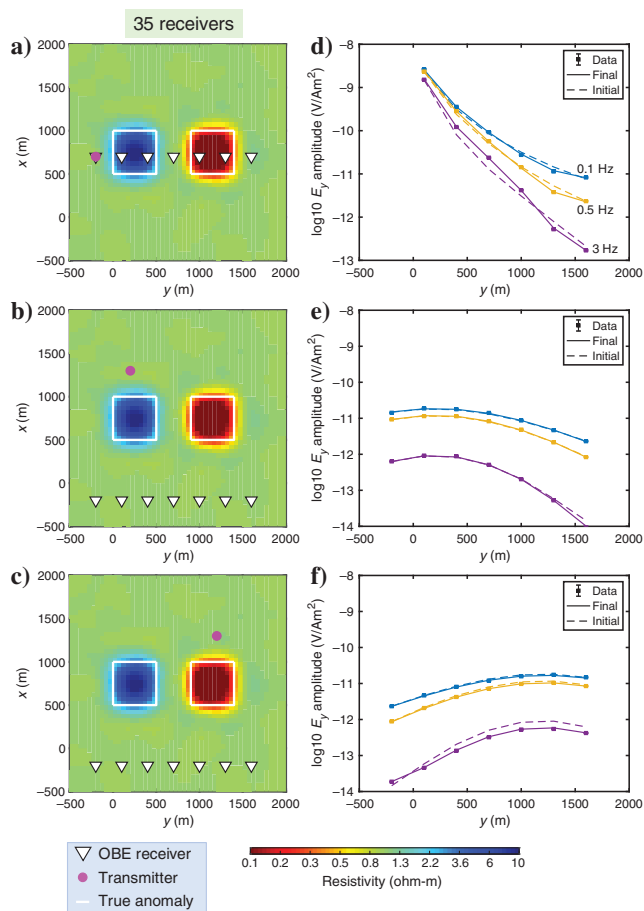 35 receivers
a)
2000
1500
1000
500
0
−500
x (m)
−500 0 500 1000 1500 2000
y (m)
d)
−8
−9
−10
−11
−12
−13
log10 Ey amplitude (V/Am²)
Data
Final
Initial
0.1 Hz
0.5 Hz
3 Hz
−500 0 500 1000 1500 2000
y (m)
b)
2000
1500
1000
500
0
−500
x (m)
−500 0 500 1000 1500 2000
y (m)
e)
−8
−9
−10
−11
−12
−13
−14
log10 Ey amplitude (V/Am²)
Data
Final
Initial
−500 0 500 1000 1500 2000
y (m)
c)
2000
1500
1000
500
0
−500
x (m)
−500 0 500 1000 1500 2000
y (m)
f)
−8
−9
−10
−11
−12
−13
−14
log10 Ey amplitude (V/Am²)
Data
Final
Initial
−500 0 500 1000 1500 2000
y (m)
OBE receiver
Transmitter
True anomaly
0.1 0.2 0.3 0.5 0.8 1.3 2.2 3.6 6 10
Resistivity (ohm-m)